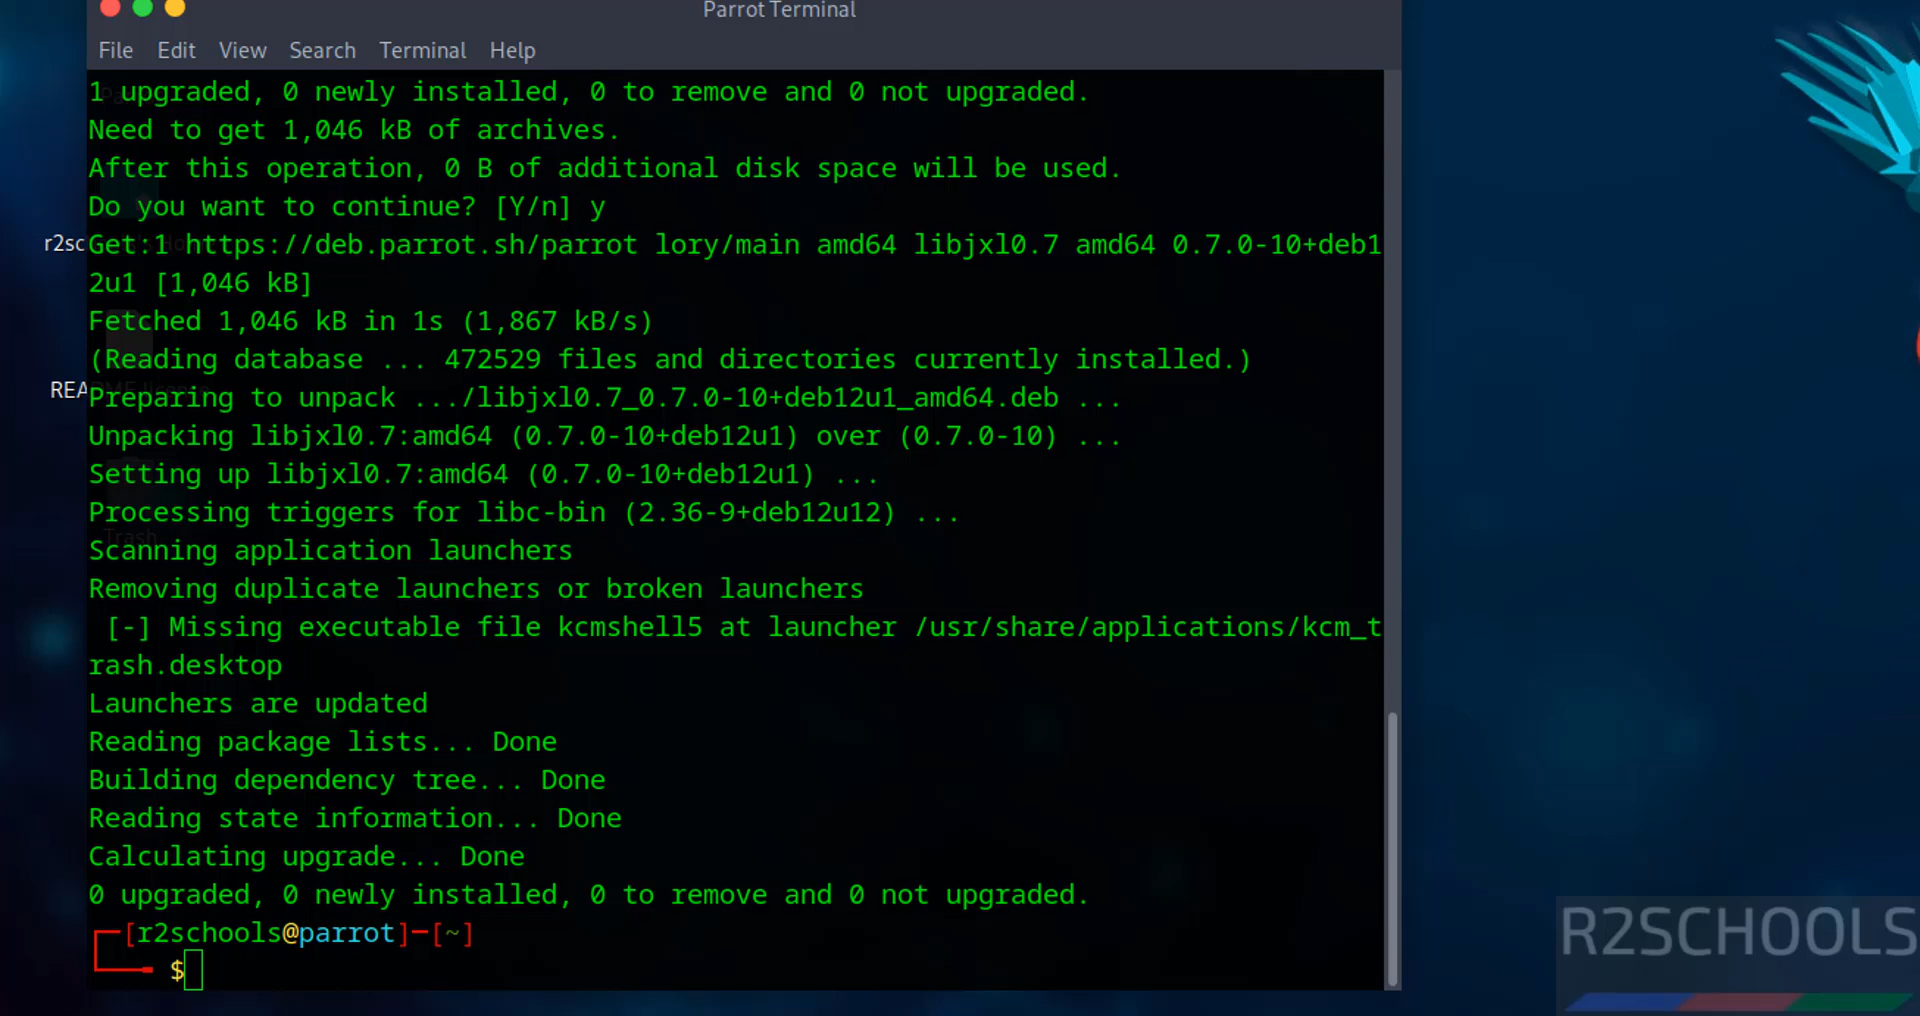 Parrot Terminal
File Edit View Search Terminal Help
1 upgraded, 0 newly installed, 0 to remove and 0 not upgraded.
Need to get 1,046 kB of archives.
After this operation, 0 B of additional disk space will be used.
Do you want to continue? [Y/n] y
r2sc
Get:1 https://deb.parrot.sh/parrot lory/main amd64 libjxl0.7 amd64 0.7.0-10+deb1
2u1 [1,046 kB]
Fetched 1,046 kB in 1s (1,867 kB/s)
(Reading database ... 472529 files and directories currently installed.)
README.license
Preparing to unpack .../libjxl0.7_0.7.0-10+deb12u1_amd64.deb ...
Unpacking libjxl0.7:amd64 (0.7.0-10+deb12u1) over (0.7.0-10) ...
Setting up libjxl0.7:amd64 (0.7.0-10+deb12u1) ...
Processing triggers for libc-bin (2.36-9+deb12u12) ...
Trash
Scanning application launchers
Removing duplicate launchers or broken launchers
[-] Missing executable file kcmshell5 at launcher /usr/share/applications/kcm_t
rash.desktop
Launchers are updated
Reading package lists... Done
Building dependency tree... Done
Reading state information... Done
Calculating upgrade... Done
0 upgraded, 0 newly installed, 0 to remove and 0 not upgraded.
┌─[r2schools@parrot]─[~]
└──╼ $
R2SCHOOLS